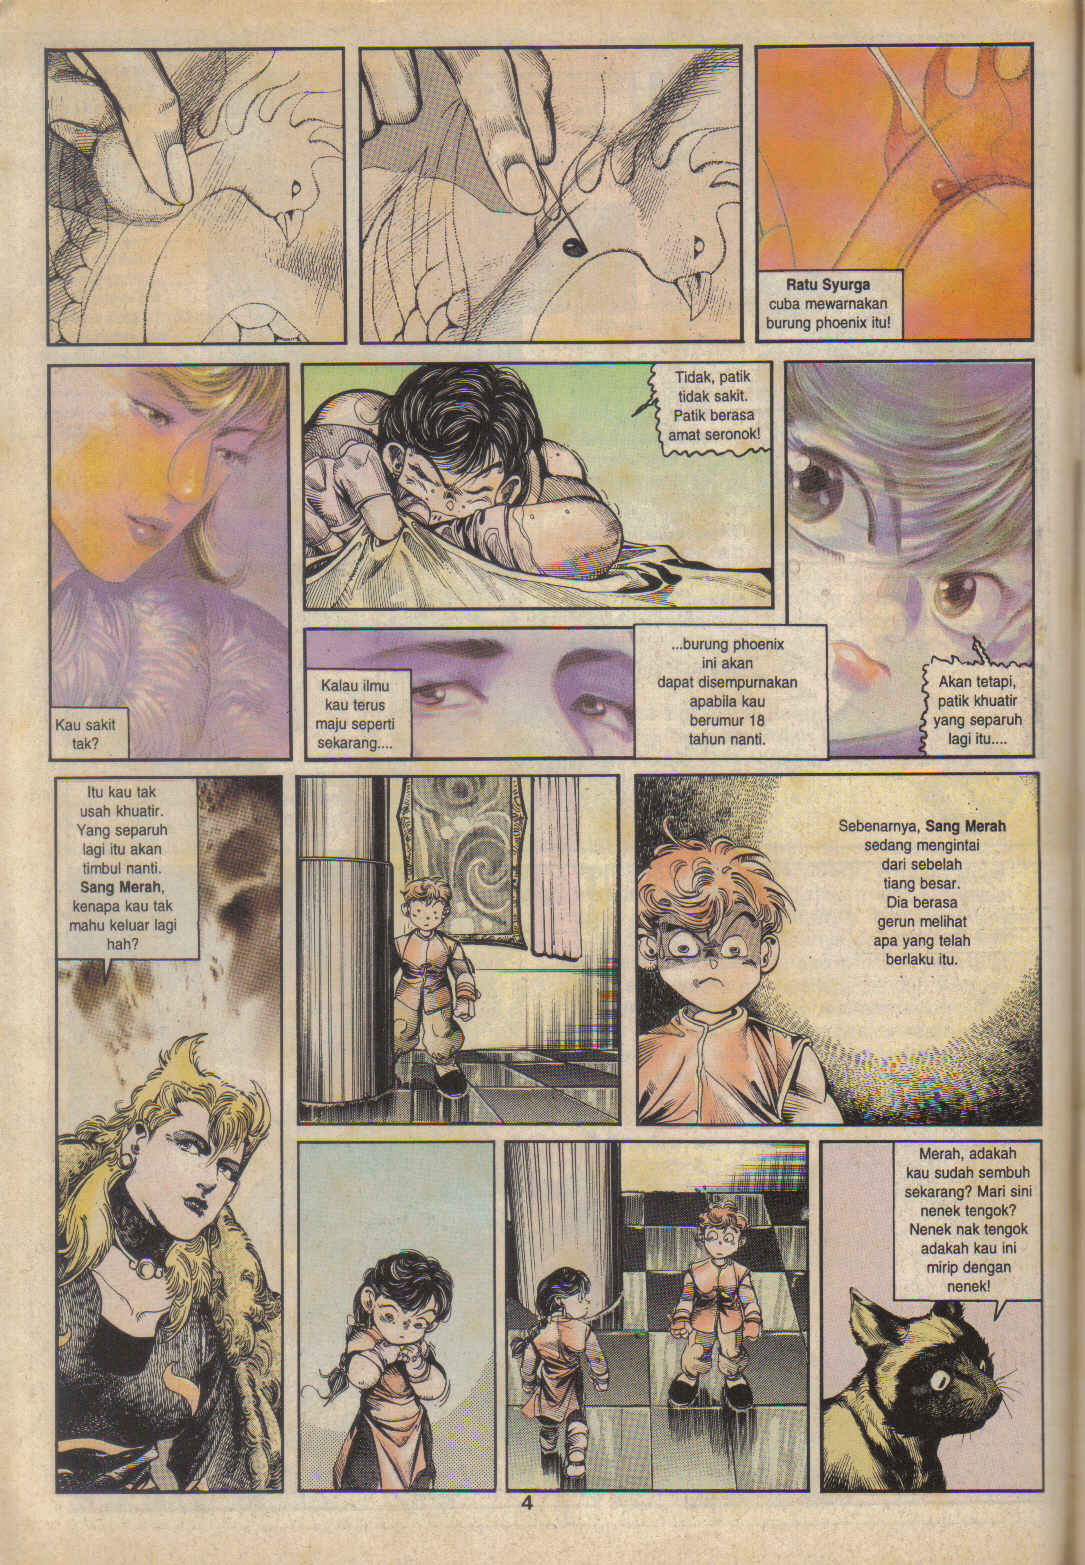 Ratu Syurga
cuba mewarnakan
burung phoenix itu!
Kau sakit
tak?
Tidak, patik
tidak sakit.
Patik berasa
amat seronok!
Kalau ilmu
kau terus
maju seperti
sekarang....
...burung phoenix
ini akan
dapat disempurnakan
apabila kau
berumur 18
tahun nanti.
Akan tetapi,
patik khuatir
yang separuh
lagi itu....
Itu kau tak
usah khuatir.
Yang separuh
lagi itu akan
timbul nanti.
Sang Merah,
kenapa kau tak
mahu keluar lagi
hah?
Sebenarnya, Sang Merah
sedang mengintai
dari sebelah
tiang besar.
Dia berasa
gerun melihat
apa yang telah
berlaku itu.
Merah, adakah
kau sudah sembuh
sekarang? Mari sini
nenek tengok?
Nenek nak tengok
adakah kau ini
mirip dengan
nenek!
4